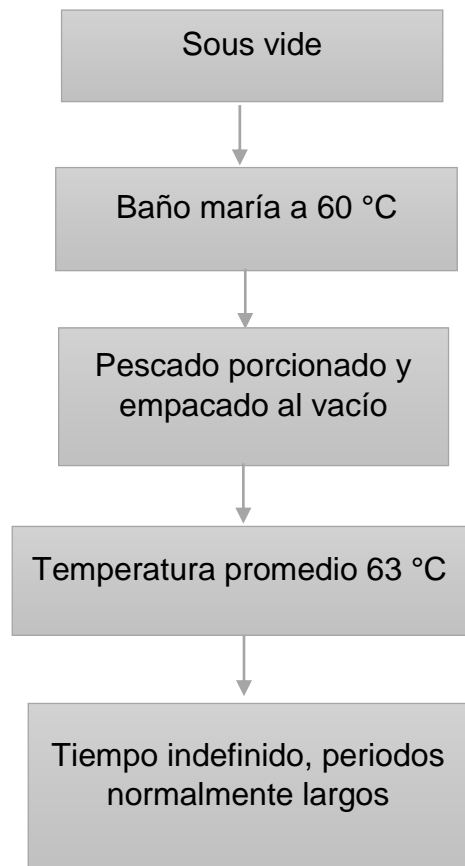 Sous vide
Baño maría a 60 °C
Pescado porcionado y
empacado al vacío
Temperatura promedio 63 °C
Tiempo indefinido, periodos
normalmente largos